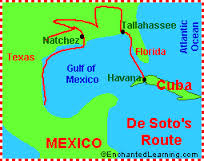 Tallahassee
Natchez
Atlantic
Ocean
Texas
Florida
Gulf of
Mexico
Havana
Cuba
De Soto's
Route
MEXICO
©EnchantedLearning.com